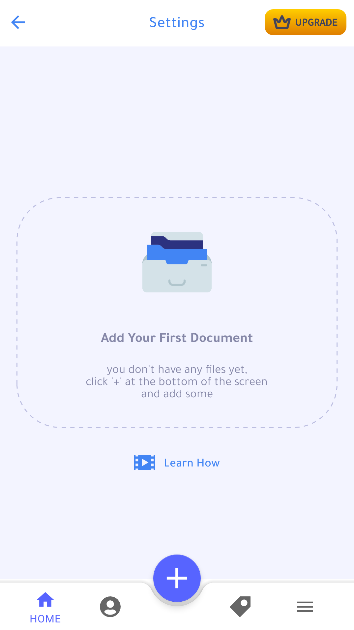 Settings
UPGRADE
Add Your First Document
you don't have any files yet,
click '+' at the bottom of the screen
and add some
Learn How
HOME